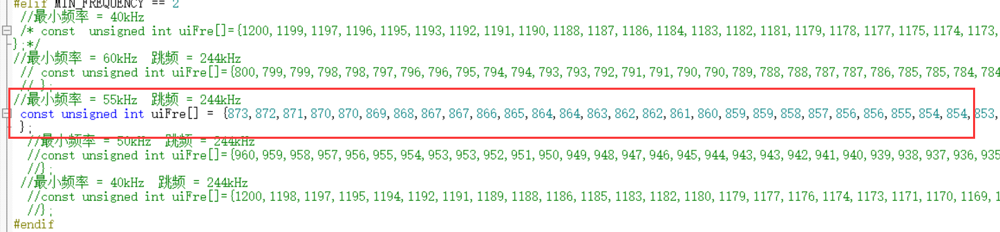 #elif MIN_FREQUENCY == 2
//最小频率 = 40kHz
/* const  unsigned int uiFre[]={1200,1199,1197,1196,1195,1193,1192,1191,1190,1188,1187,1186,1184,1183,1182,1181,1179,1178,1177,1175,1174,1173,
};*/
//最小频率 = 60kHz  跳频 = 244kHz
// const unsigned int uiFre[]={800,799,799,798,798,797,796,796,795,794,794,793,793,792,791,791,790,790,789,788,788,787,787,786,785,785,784,784
// };
//最小频率 = 55kHz  跳频 = 244kHz
const unsigned int uiFre[] = {873,872,871,870,870,869,868,867,867,866,865,864,864,863,862,862,861,860,859,859,858,857,856,856,855,854,854,853,
};
//最小频率 = 50kHz  跳频 = 244kHz
//const unsigned int uiFre[]={960,959,958,957,956,955,954,953,953,952,951,950,949,948,947,946,945,944,943,943,942,941,940,939,938,937,936,935
//};
//最小频率 = 40kHz  跳频 = 244kHz
//const unsigned int uiFre[]={1200,1198,1197,1195,1194,1192,1191,1189,1188,1186,1185,1183,1182,1180,1179,1177,1176,1174,1173,1171,1170,1169,1
//};
#endif